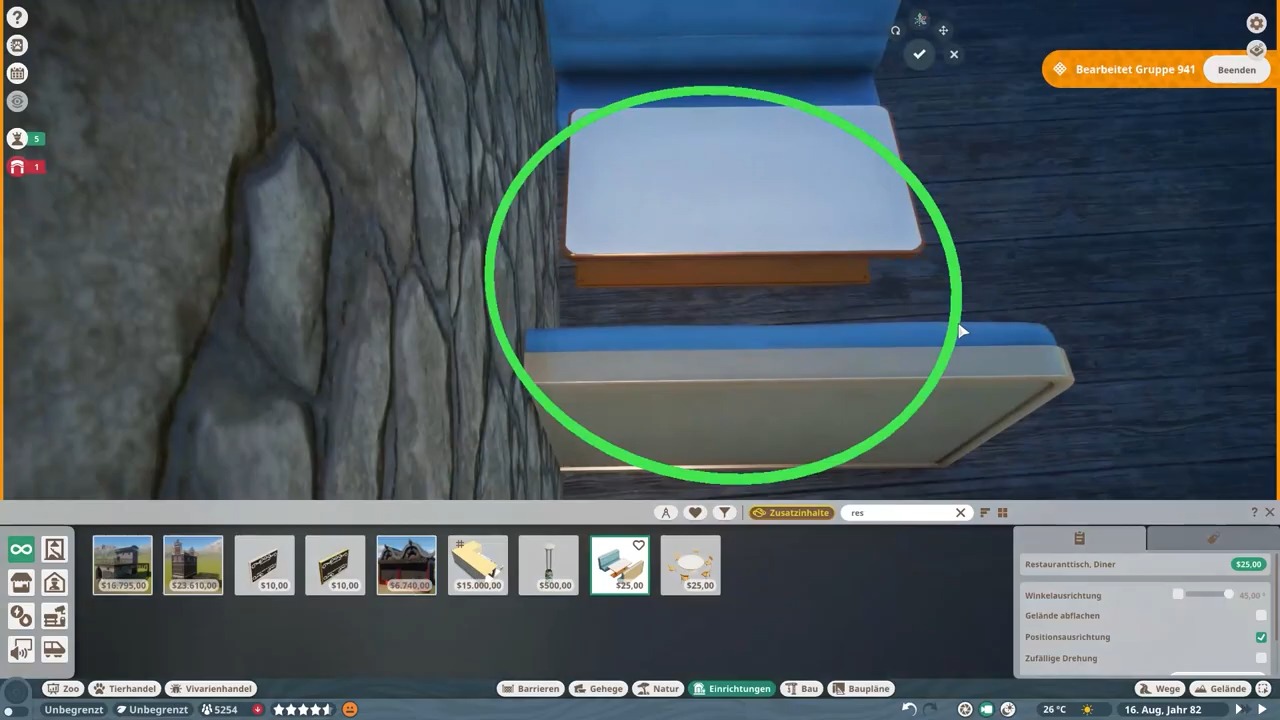 ?
Bearbeitet Gruppe 941 Beenden
5
1
Zusatzinhalte res
?
$16.795,00 $23.610,00 $10,00 $10,00 $6.740,00 $15.000,00 $500,00 $25,00 $25,00
Restauranttisch, Diner $25,00
Winkelausrichtung 45,00 °
Gelände abflachen
Positionsausrichtung
Zufällige Drehung
Zoo Tierhandel Vivarienhandel Barrieren Gehege Natur Einrichtungen Bau Baupläne Wege Gelände
Unbegrenzt Unbegrenzt 5254 26 °C 16. Aug, Jahr 82